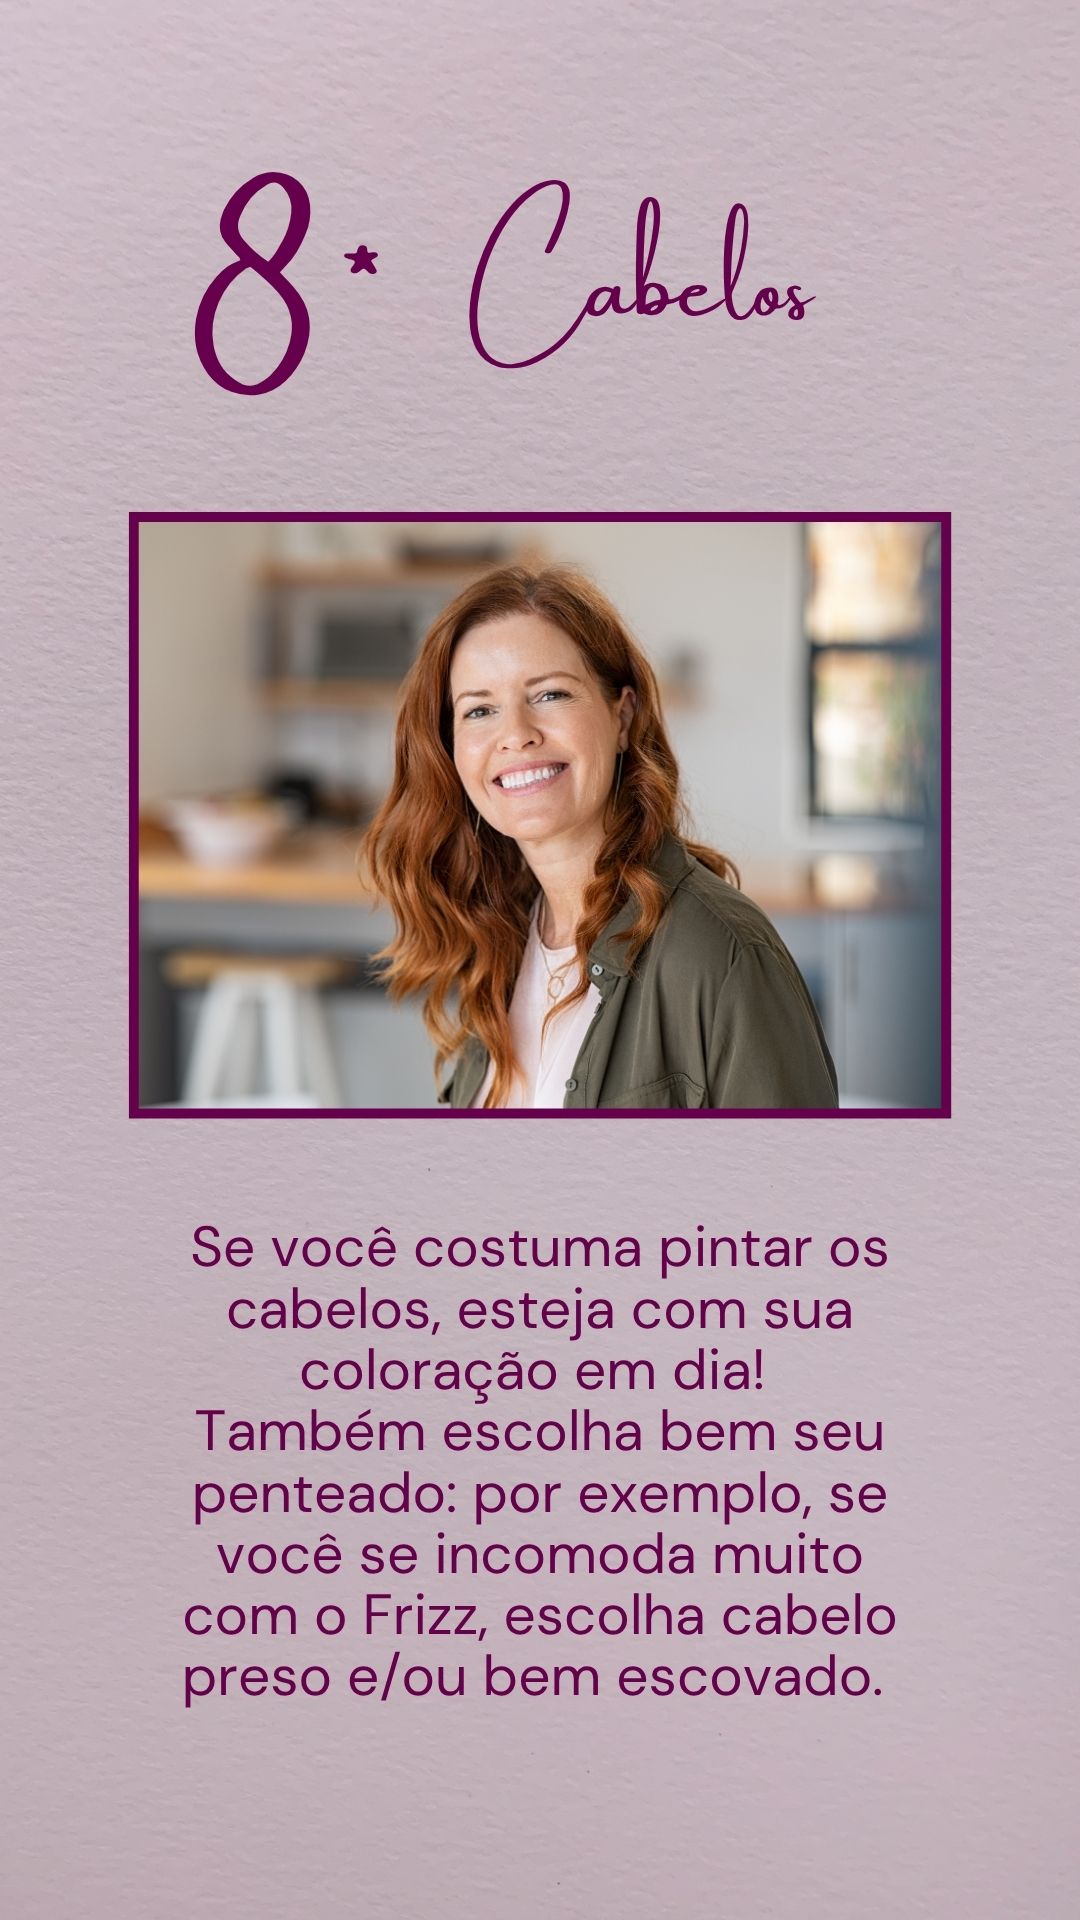 8* Cabelos
Se você costuma pintar os
cabelos, esteja com sua
coloração em dia!
Também escolha bem seu
penteado: por exemplo, se
você se incomoda muito
com o Frizz, escolha cabelo
preso e/ou bem escovado.